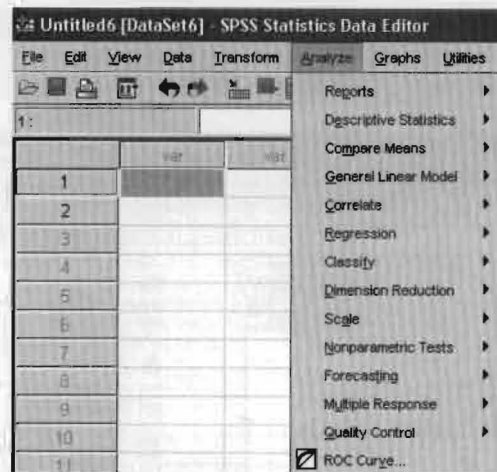 Untitled6 [DataSet6] - SPSS Statistics Data Editor
File Edit View Data Transform Analyze Graphs Utilities
1 :
var var
1
2
3
4
5
6
7
8
9
10
11
Reports
Descriptive Statistics
Compare Means
General Linear Model
Correlate
Regression
Classify
Dimension Reduction
Scale
Nonparametric Tests
Forecasting
Multiple Response
Quality Control
ROC Curve...